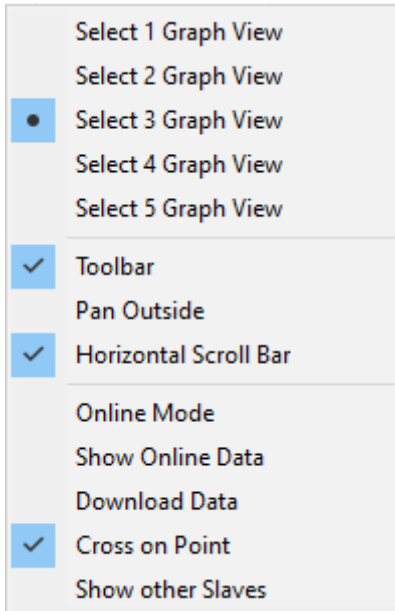 Select 1 Graph View
Select 2 Graph View
Select 3 Graph View
Select 4 Graph View
Select 5 Graph View
Toolbar
Pan Outside
Horizontal Scroll Bar
Online Mode
Show Online Data
Download Data
Cross on Point
Show other Slaves